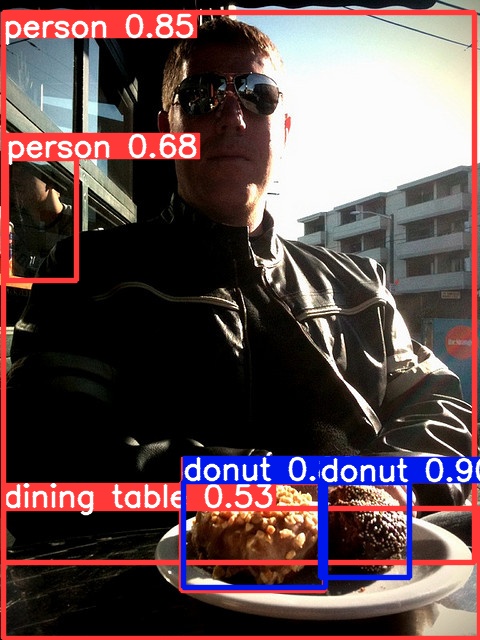 person 0.85
person 0.68
donut 0.
donut 0.90
dining table 0.53